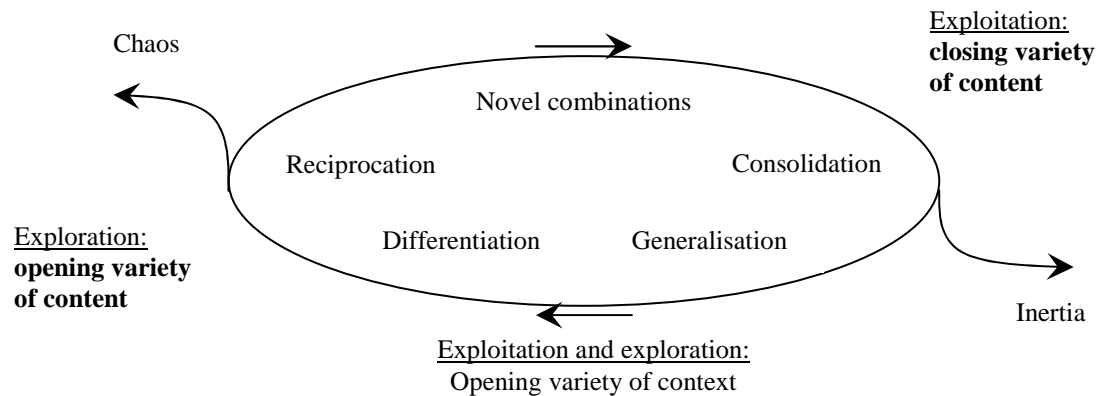 Chaos
Exploitation:
closing variety
of content
Novel combinations
Reciprocation
Consolidation
Exploration:
opening variety
of content
Differentiation
Generalisation
Inertia
Exploitation and exploration:
Opening variety of context